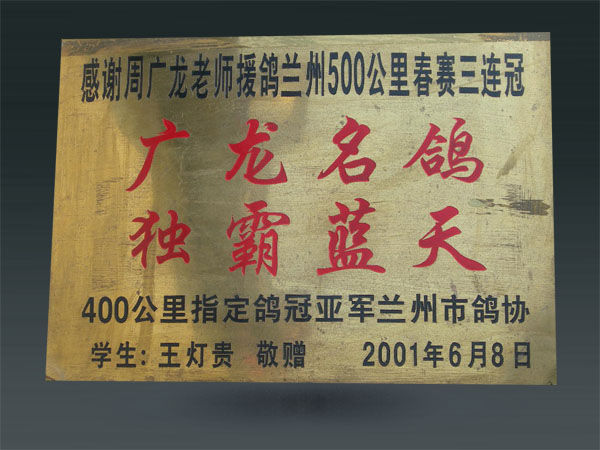 感谢周广龙老师援鸽兰州500公里春赛三连冠
广龙名鸽
独霸蓝天
400公里指定鸽冠亚军兰州市鸽协
学生:王灯贵 敬赠 2001年6月8日